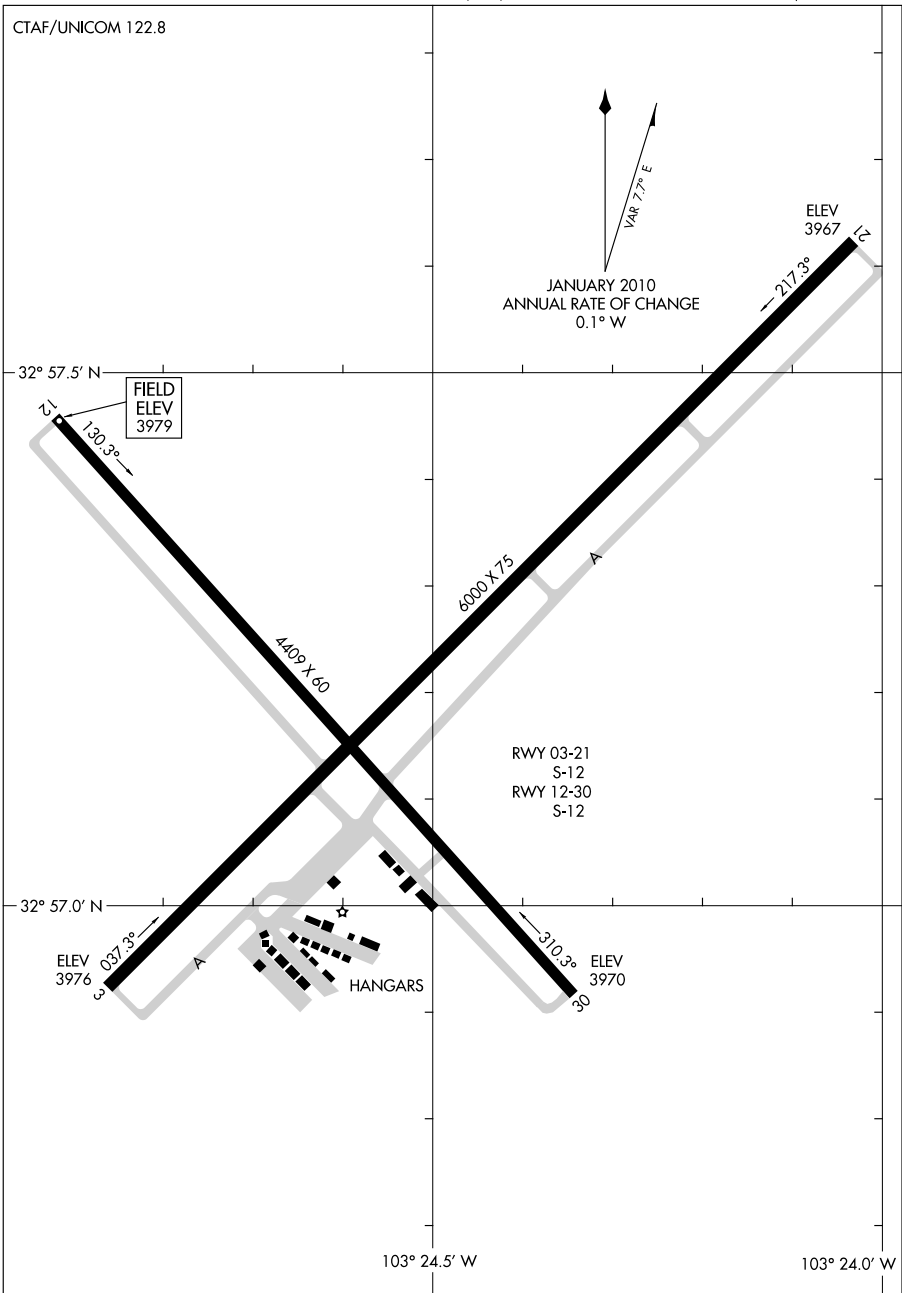 CTAF/UNICOM 122.8
VAR 7.7° E
JANUARY 2010
ANNUAL RATE OF CHANGE
0.1° W
ELEV
3967
21
217.3°
32° 57.5' N
FIELD
ELEV
3979
12
130.3°
6000 X 75
A
4409 X 60
RWY 03-21
S-12
RWY 12-30
S-12
32° 57.0' N
037.3°
ELEV
3976
3
A
HANGARS
310.3°
ELEV
3970
30
103° 24.5' W
103° 24.0' W